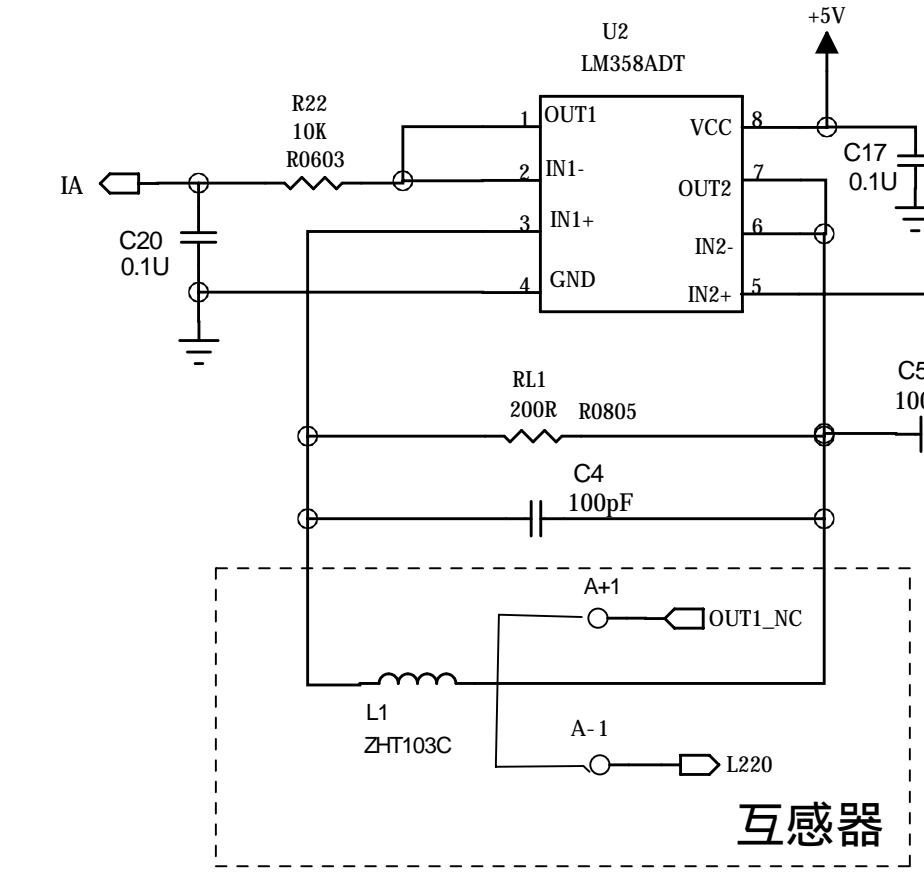 +5V
U2
LM358ADT
R22
10K
R0603
IA
C20
0.1U
1
2
3
4
OUT1
IN1-
IN1+
GND
VCC
OUT2
IN2-
IN2+
8
7
6
5
C17
0.1U
RL1
200R R0805
C5
100
C4
100pF
A+1
OUT1_NC
L1
ZHT103C
A-1
L220
互感器